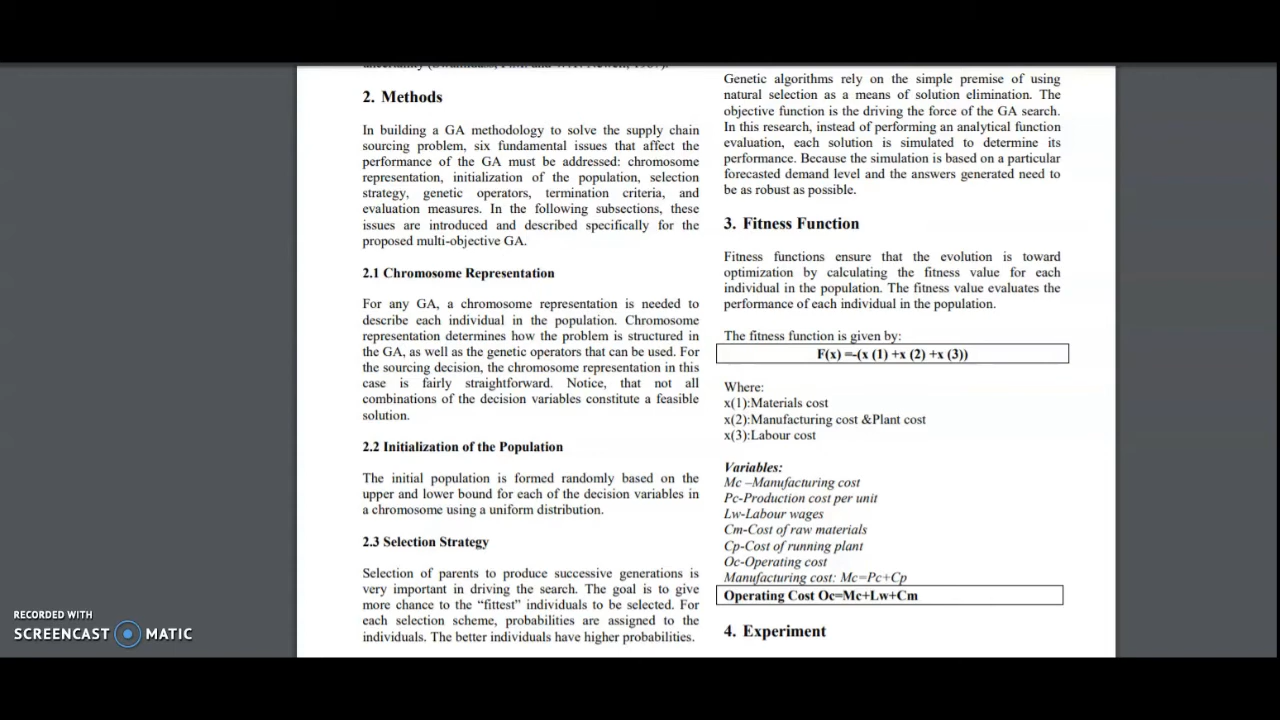 2. Methods
In building a GA methodology to solve the supply chain
sourcing problem, six fundamental issues that affect the
performance of the GA must be addressed: chromosome
representation, initialization of the population, selection
strategy, genetic operators, termination criteria, and
evaluation measures. In the following subsections, these
issues are introduced and described specifically for the
proposed multi-objective GA.
2.1 Chromosome Representation
For any GA, a chromosome representation is needed to
describe each individual in the population. Chromosome
representation determines how the problem is structured in
the GA, as well as the genetic operators that can be used. For
the sourcing decision, the chromosome representation in this
case is fairly straightforward. Notice, that not all
combinations of the decision variables constitute a feasible
solution.
2.2 Initialization of the Population
The initial population is formed randomly based on the
upper and lower bound for each of the decision variables in
a chromosome using a uniform distribution.
2.3 Selection Strategy
Selection of parents to produce successive generations is
very important in driving the search. The goal is to give
more chance to the “fittest” individuals to be selected. For
each selection scheme, probabilities are assigned to the
individuals. The better individuals have higher probabilities.
Genetic algorithms rely on the simple premise of using
natural selection as a means of solution elimination. The
objective function is the driving the force of the GA search.
In this research, instead of performing an analytical function
evaluation, each solution is simulated to determine its
performance. Because the simulation is based on a particular
forecasted demand level and the answers generated need to
be as robust as possible.
3. Fitness Function
Fitness functions ensure that the evolution is toward
optimization by calculating the fitness value for each
individual in the population. The fitness value evaluates the
performance of each individual in the population.
The fitness function is given by:
F(x) =-(x (1) +x (2) +x (3))
Where:
x(1):Materials cost
x(2):Manufacturing cost &Plant cost
x(3):Labour cost
Variables:
Mc –Manufacturing cost
Pc-Production cost per unit
Lw-Labour wages
Cm-Cost of raw materials
Cp-Cost of running plant
Oc-Operating cost
Manufacturing cost: Mc=Pc+Cp
Operating Cost Oc=Mc+Lw+Cm
4. Experiment
RECORDED WITH
SCREENCAST MATIC